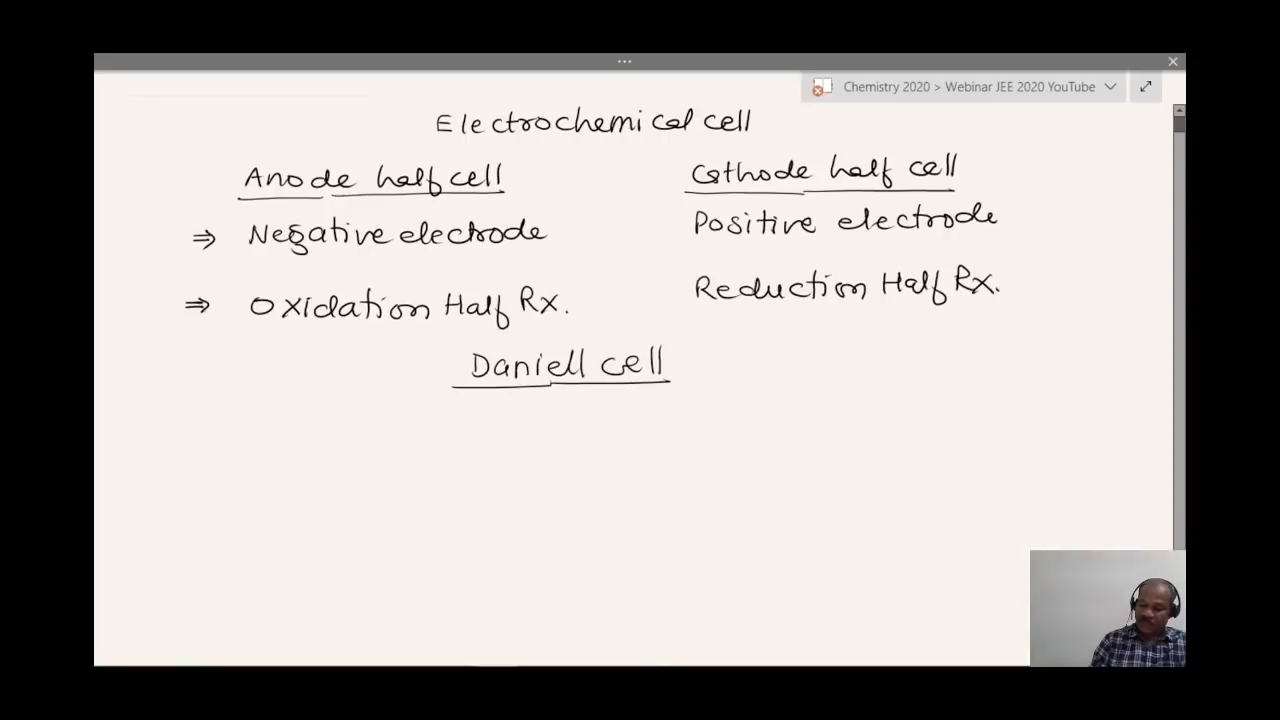 Chemistry 2020 > Webinar JEE 2020 YouTube
Electrochemical cell
Anode half cell Cathode half cell
⇒ Negative electrode Positive electrode
⇒ Oxidation Half Rx. Reduction Half Rx.
Daniell cell